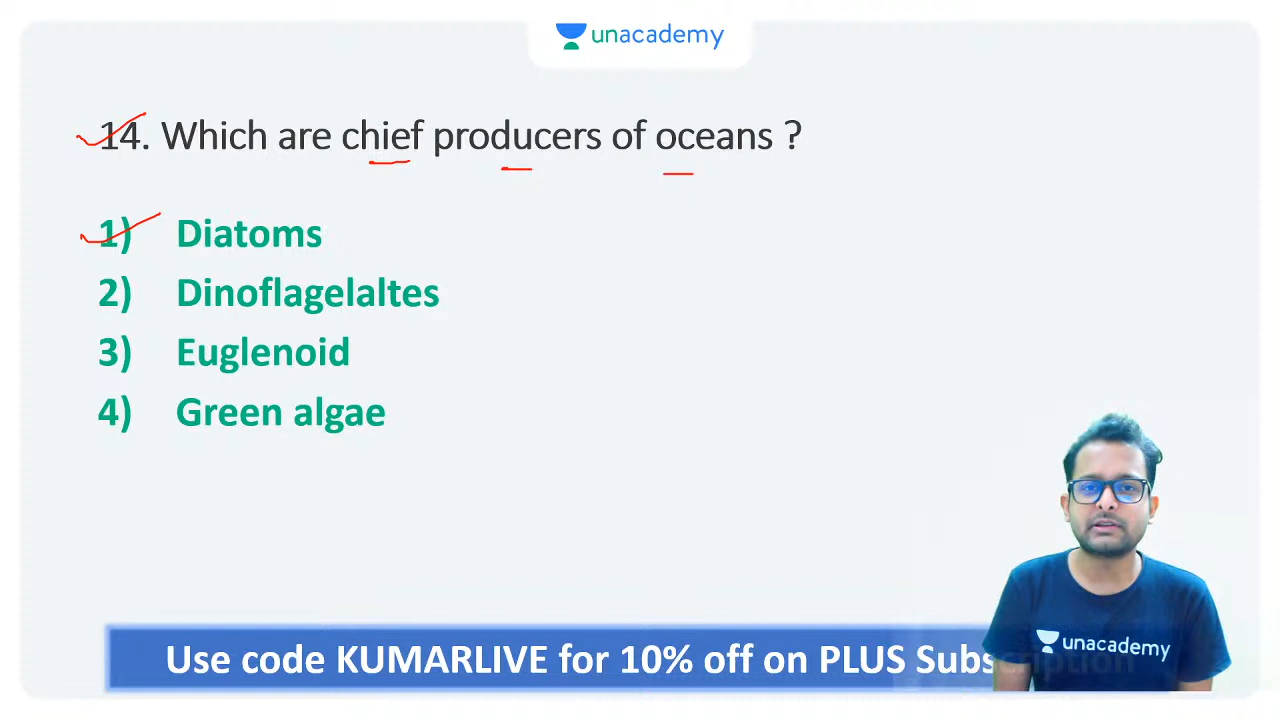 unacademy
14. Which are chief producers of oceans ?
1) Diatoms
2) Dinoflagelaltes
3) Euglenoid
4) Green algae
unacademy
Use code KUMARLIVE for 10% off on PLUS Subscription